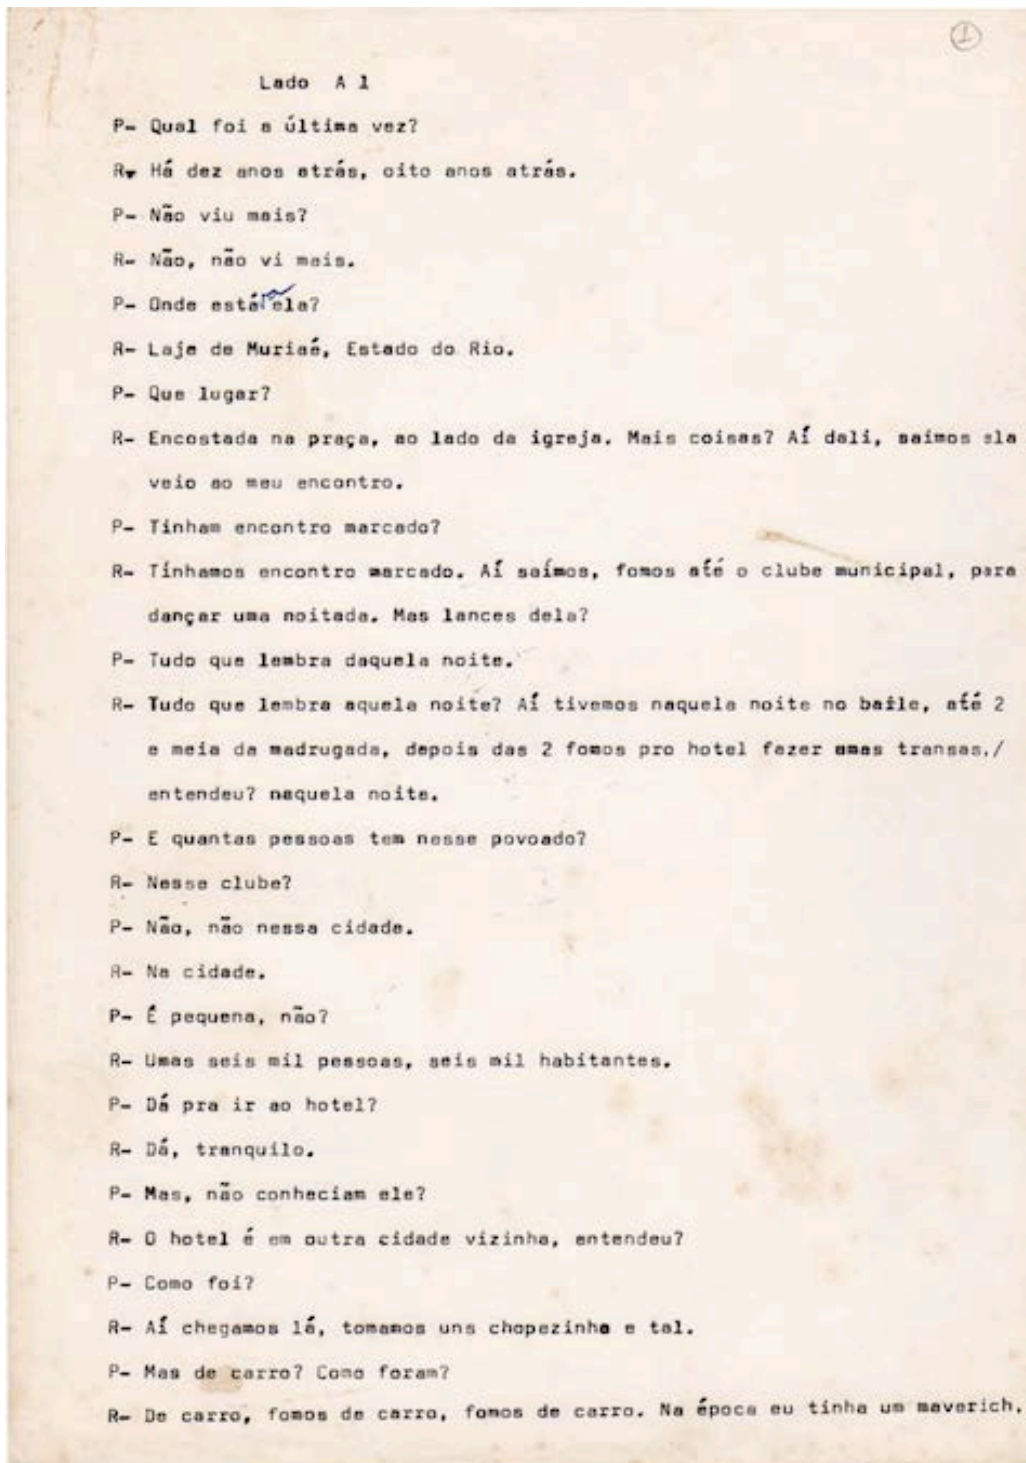 1
Lado A 1
P- Qual foi a última vez?
R- Há dez anos atrás, oito anos atrás.
P- Não viu mais?
R- Não, não vi mais.
P- Onde estáva ela?
R- Laje de Muriaé, Estado do Rio.
P- Que lugar?
R- Encostada na praça, ao lado da igreja. Mais coisas? Aí dali, saimos ela
veio ao meu encontro.
P- Tinham encontro marcado?
R- Tínhamos encontro marcado. Aí saímos, fomos até o clube municipal, para
dançar uma noitada. Mas lances dela?
P- Tudo que lembra daquela noite.
R- Tudo que lembra aquela noite? Aí tivemos naquela noite no baile, até 2
e meia da madrugada, depois das 2 fomos pro hotel fazer umas transas,/
entendeu? naquela noite.
P- E quantas pessoas tem nesse povoado?
R- Nesse clube?
P- Não, não nessa cidade.
R- Na cidade.
P- É pequena, não?
R- Umas seis mil pessoas, seis mil habitantes.
P- Dá pra ir ao hotel?
R- Dá, tranquilo.
P- Mas, não conheciam ele?
R- O hotel é em outra cidade vizinha, entendeu?
P- Como foi?
R- Aí chegamos lá, tomamos uns chopezinho e tal.
P- Mas de carro? Como foram?
R- De carro, fomos de carro, fomos de carro. Na época eu tinha um maverich.